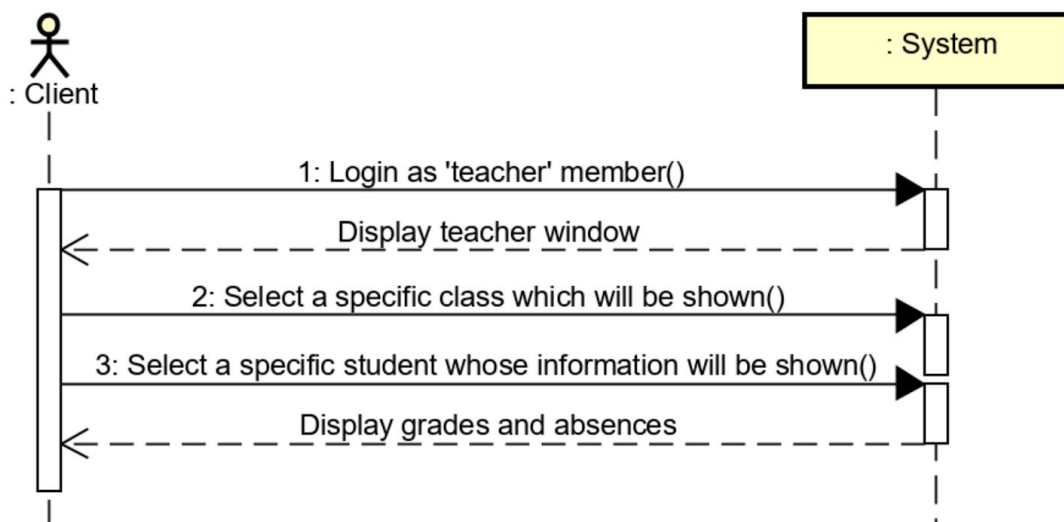 : Client
: System
1: Login as 'teacher' member()
Display teacher window
2: Select a specific class which will be shown()
3: Select a specific student whose information will be shown()
Display grades and absences